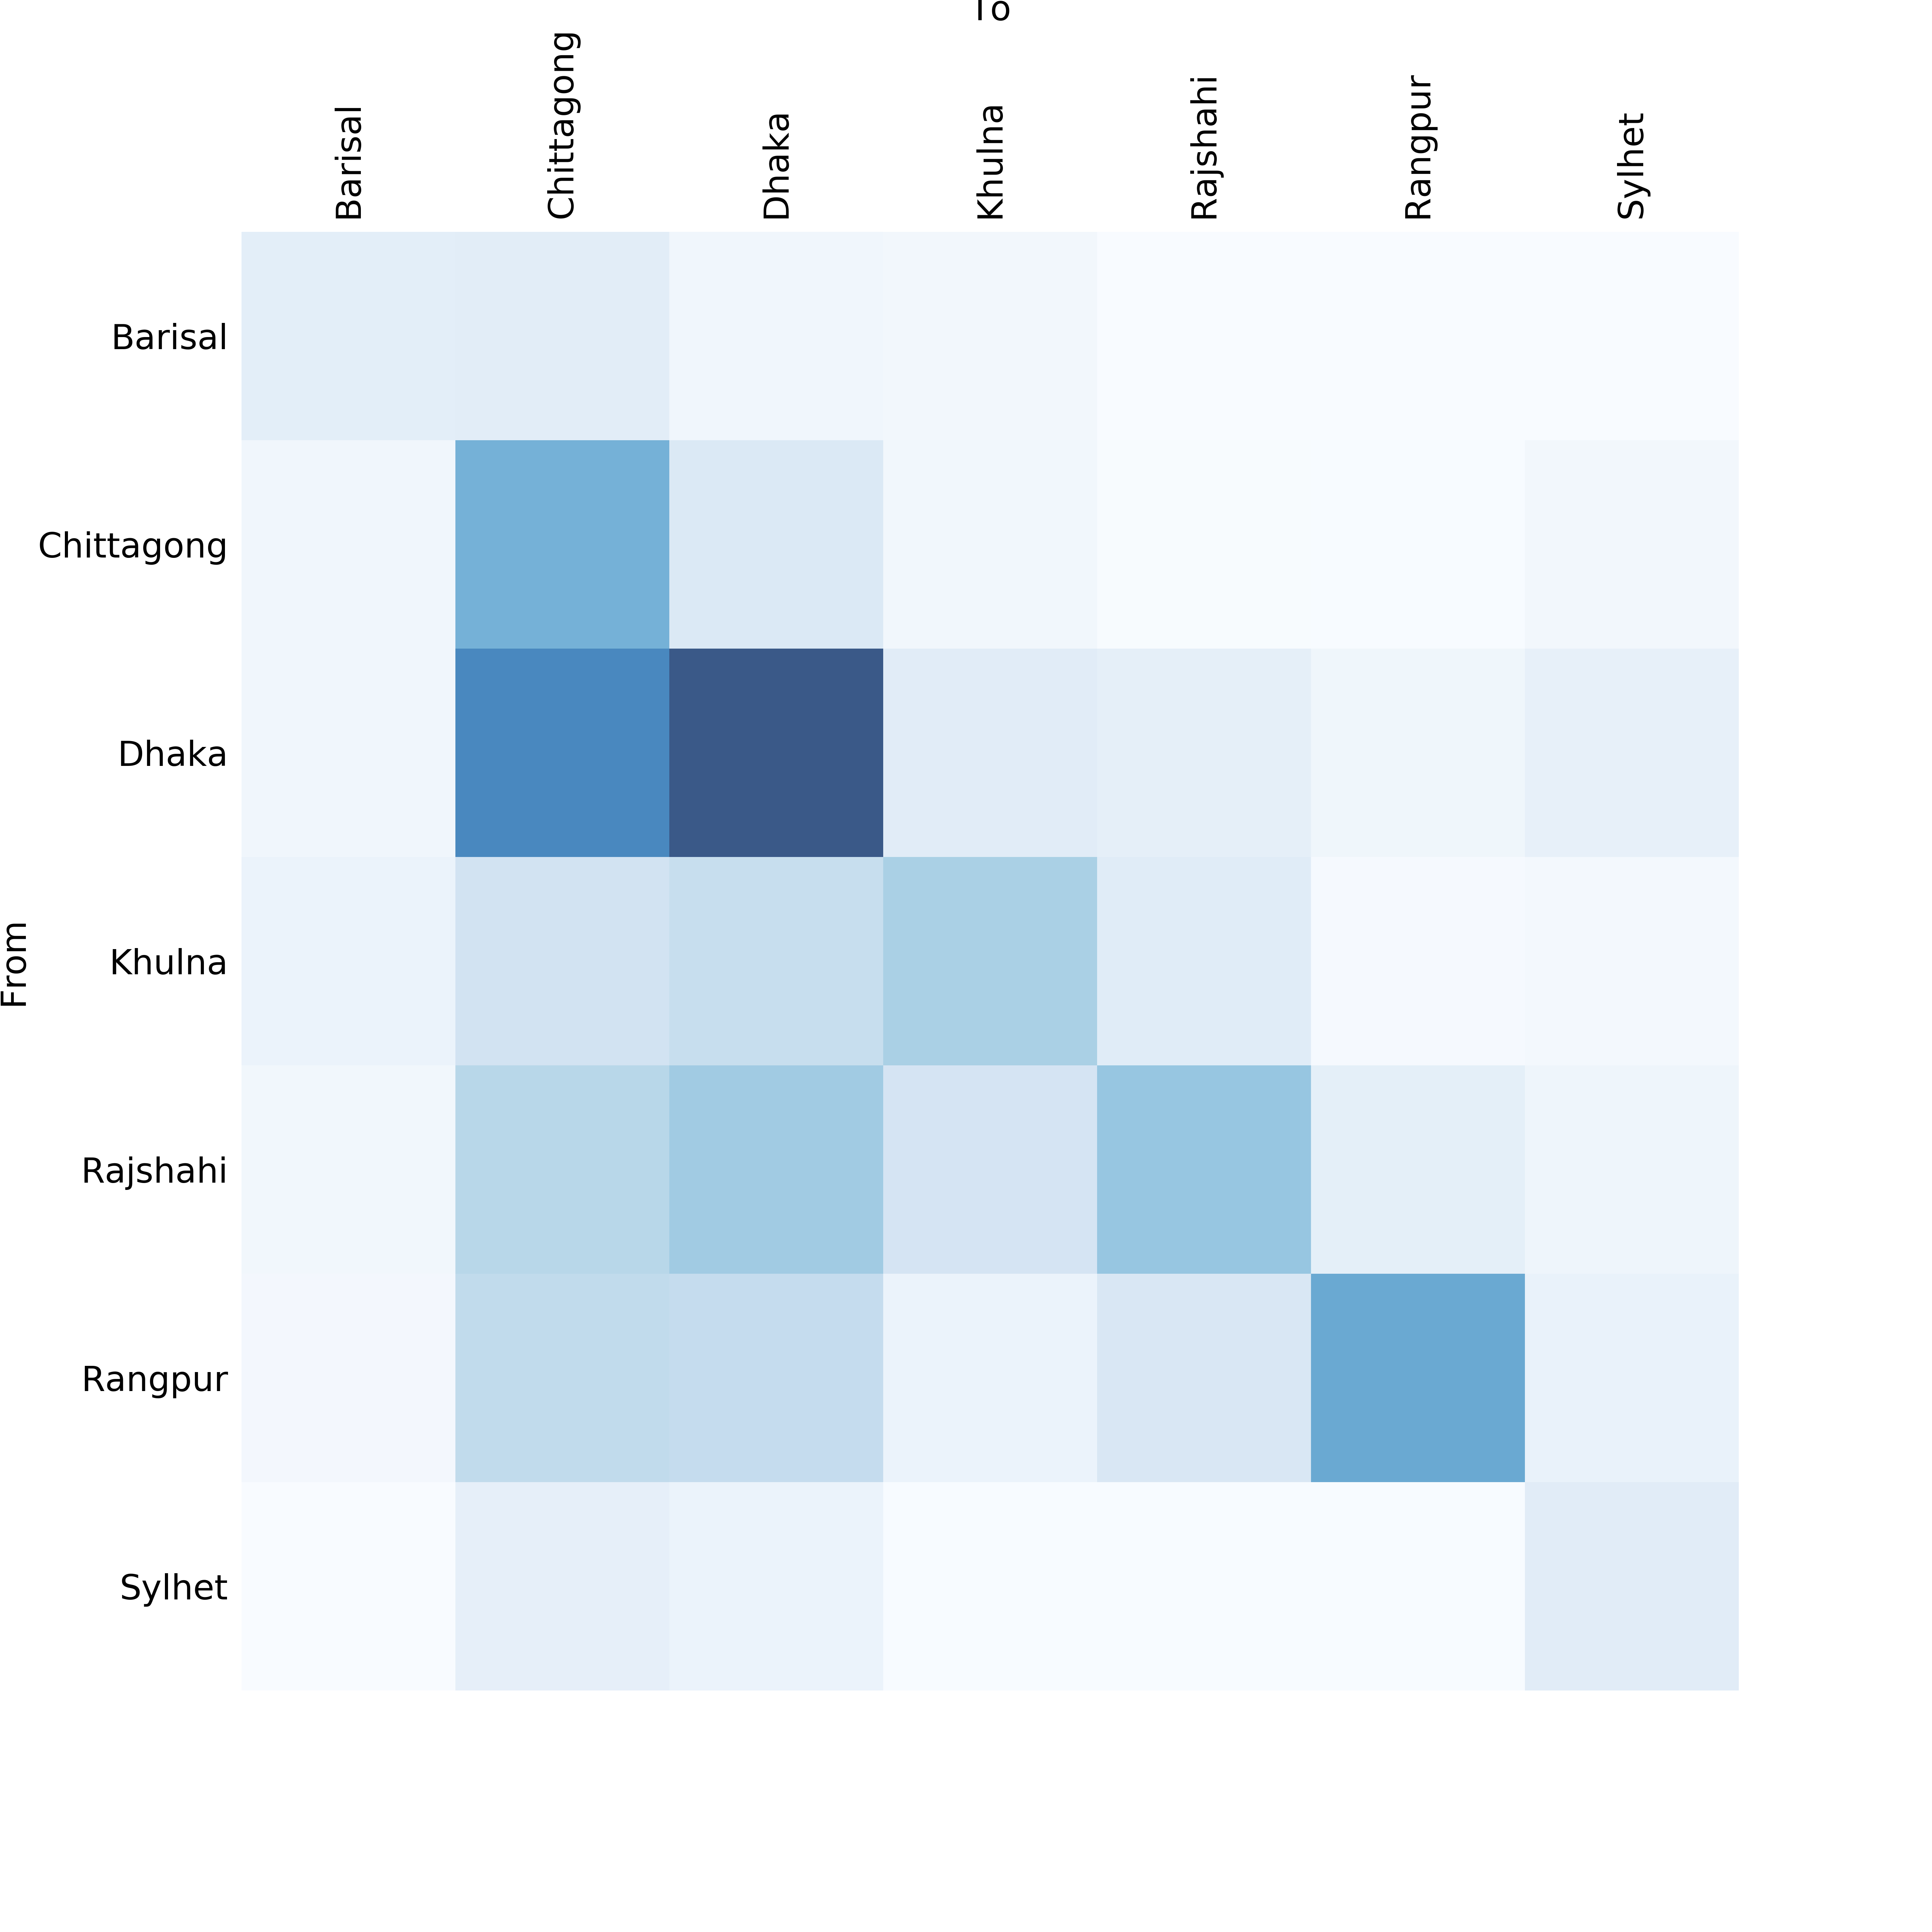 To
Barisal
Chittagong
Dhaka
Khulna
Rajshahi
Rangpur
Sylhet
From
Barisal
Chittagong
Dhaka
Khulna
Rajshahi
Rangpur
Sylhet